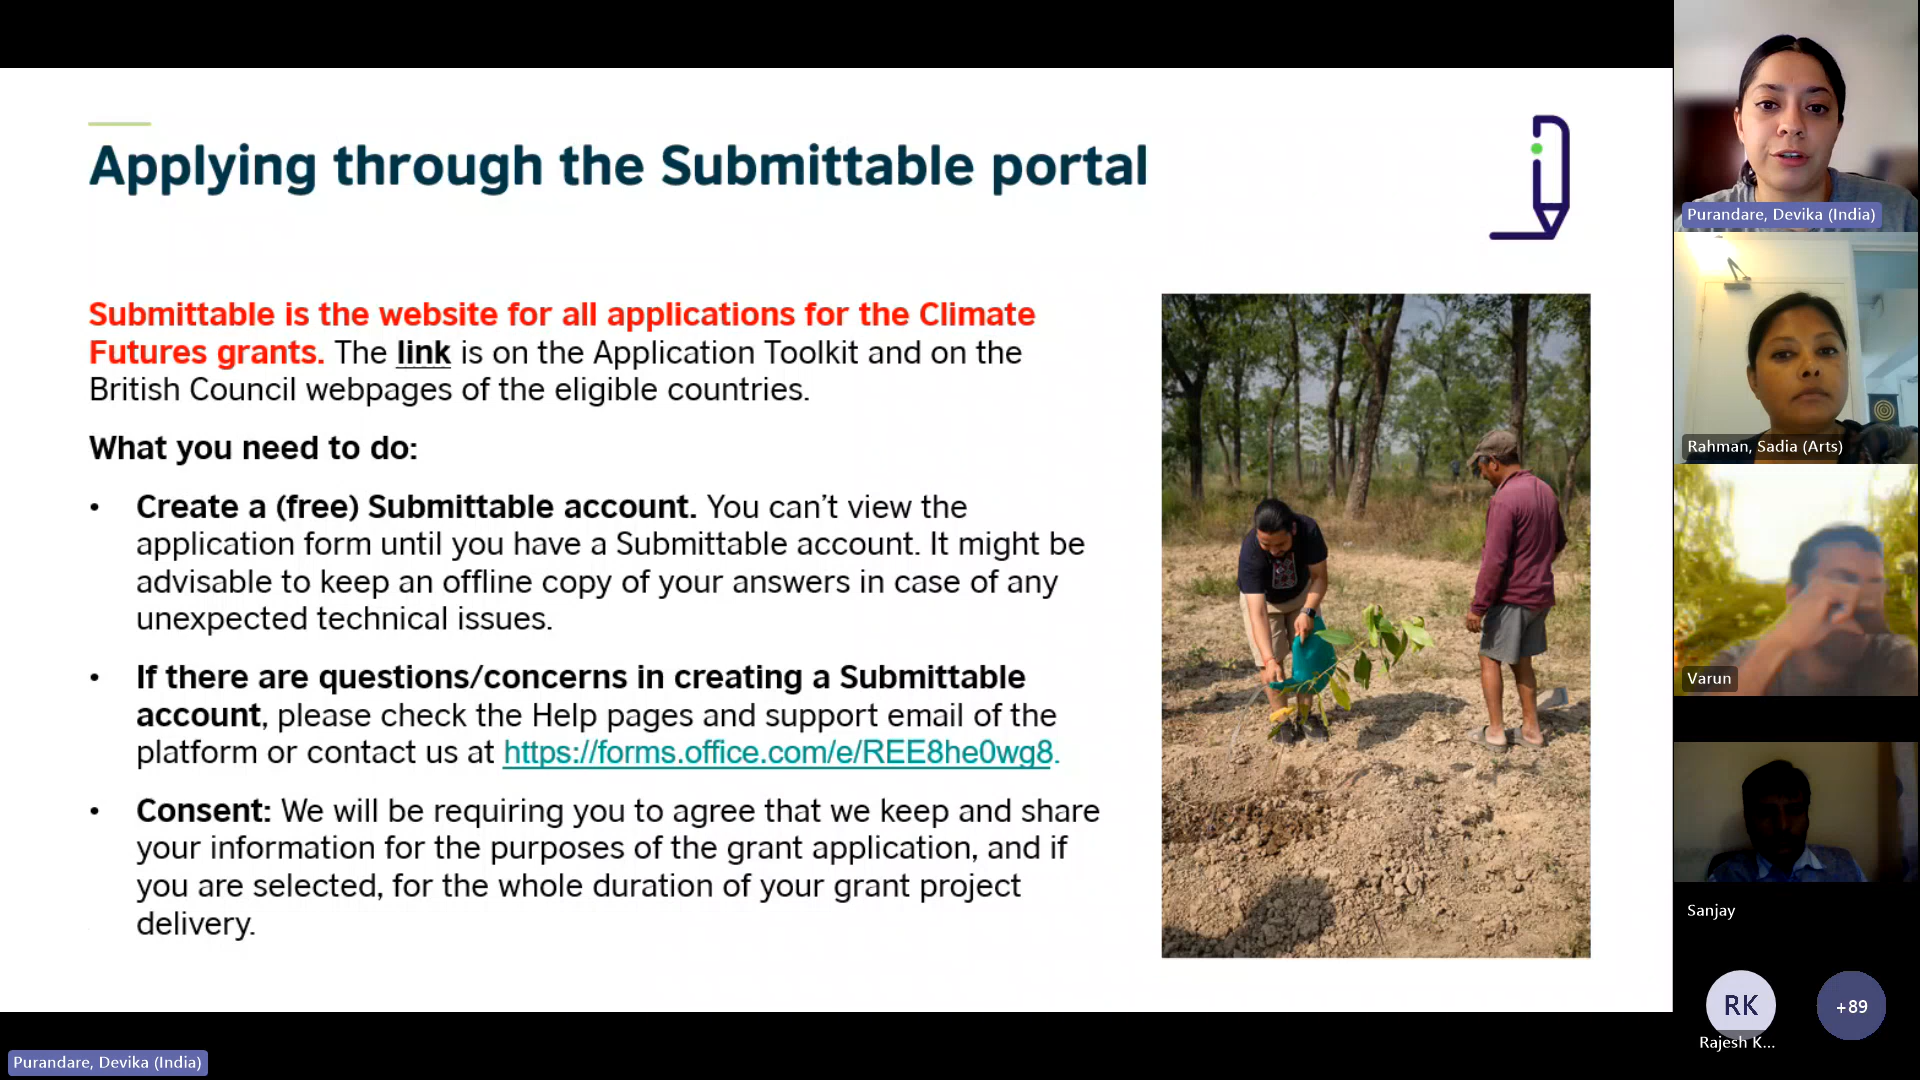 Applying through the Submittable portal
Submittable is the website for all applications for the Climate
Futures grants. The link is on the Application Toolkit and on the
British Council webpages of the eligible countries.
What you need to do:
• Create a (free) Submittable account. You can’t view the
application form until you have a Submittable account. It might be
advisable to keep an offline copy of your answers in case of any
unexpected technical issues.
• If there are questions/concerns in creating a Submittable
account, please check the Help pages and support email of the
platform or contact us at https://forms.office.com/e/REE8he0wg8.
• Consent: We will be requiring you to agree that we keep and share
your information for the purposes of the grant application, and if
you are selected, for the whole duration of your grant project
delivery.
Purandare, Devika (India)
Rahman, Sadia (Arts)
Varun
Sanjay
RK
+89
Rajesh K...
Purandare, Devika (India)